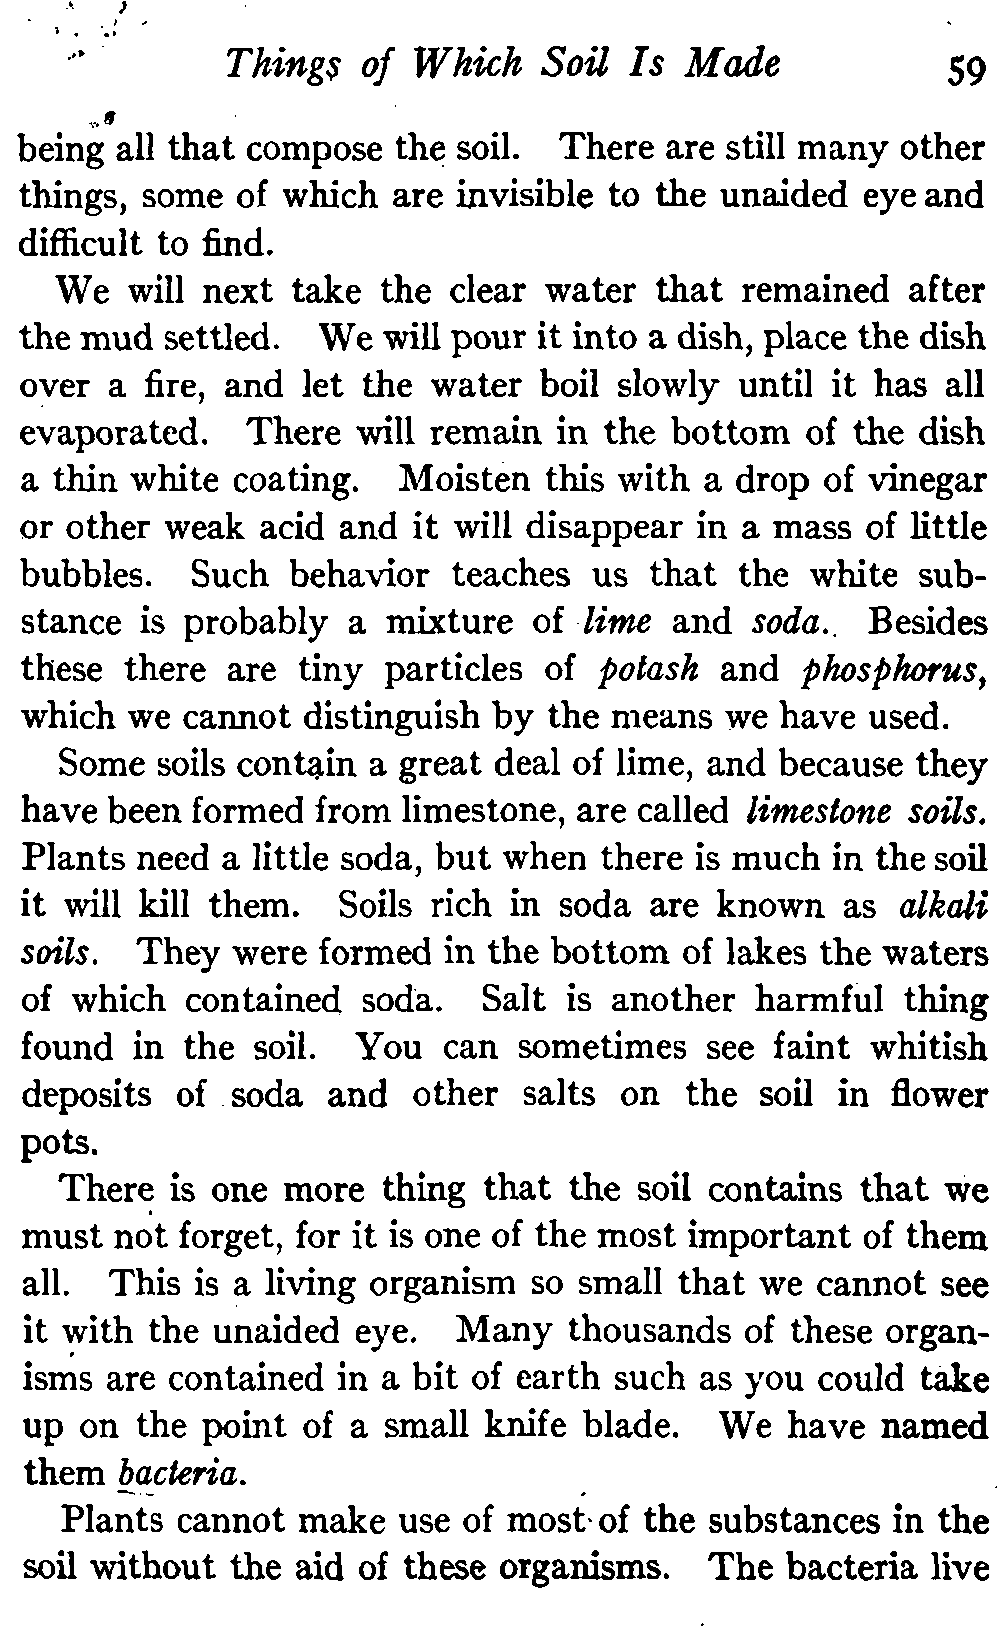 Things of Which Soil Is Made 59
being all that compose the soil. There are still many other
things, some of which are invisible to the unaided eye and
difficult to find.
We will next take the clear water that remained after
the mud settled. We will pour it into a dish, place the dish
over a fire, and let the water boil slowly until it has all
evaporated. There will remain in the bottom of the dish
a thin white coating. Moisten this with a drop of vinegar
or other weak acid and it will disappear in a mass of little
bubbles. Such behavior teaches us that the white sub-
stance is probably a mixture of lime and soda. Besides
these there are tiny particles of potash and phosphorus,
which we cannot distinguish by the means we have used.
Some soils contain a great deal of lime, and because they
have been formed from limestone, are called limestone soils.
Plants need a little soda, but when there is much in the soil
it will kill them. Soils rich in soda are known as alkali
soils. They were formed in the bottom of lakes the waters
of which contained soda. Salt is another harmful thing
found in the soil. You can sometimes see faint whitish
deposits of soda and other salts on the soil in flower
pots.
There is one more thing that the soil contains that we
must not forget, for it is one of the most important of them
all. This is a living organism so small that we cannot see
it with the unaided eye. Many thousands of these organ-
isms are contained in a bit of earth such as you could take
up on the point of a small knife blade. We have named
them bacteria.
Plants cannot make use of most of the substances in the
soil without the aid of these organisms. The bacteria live